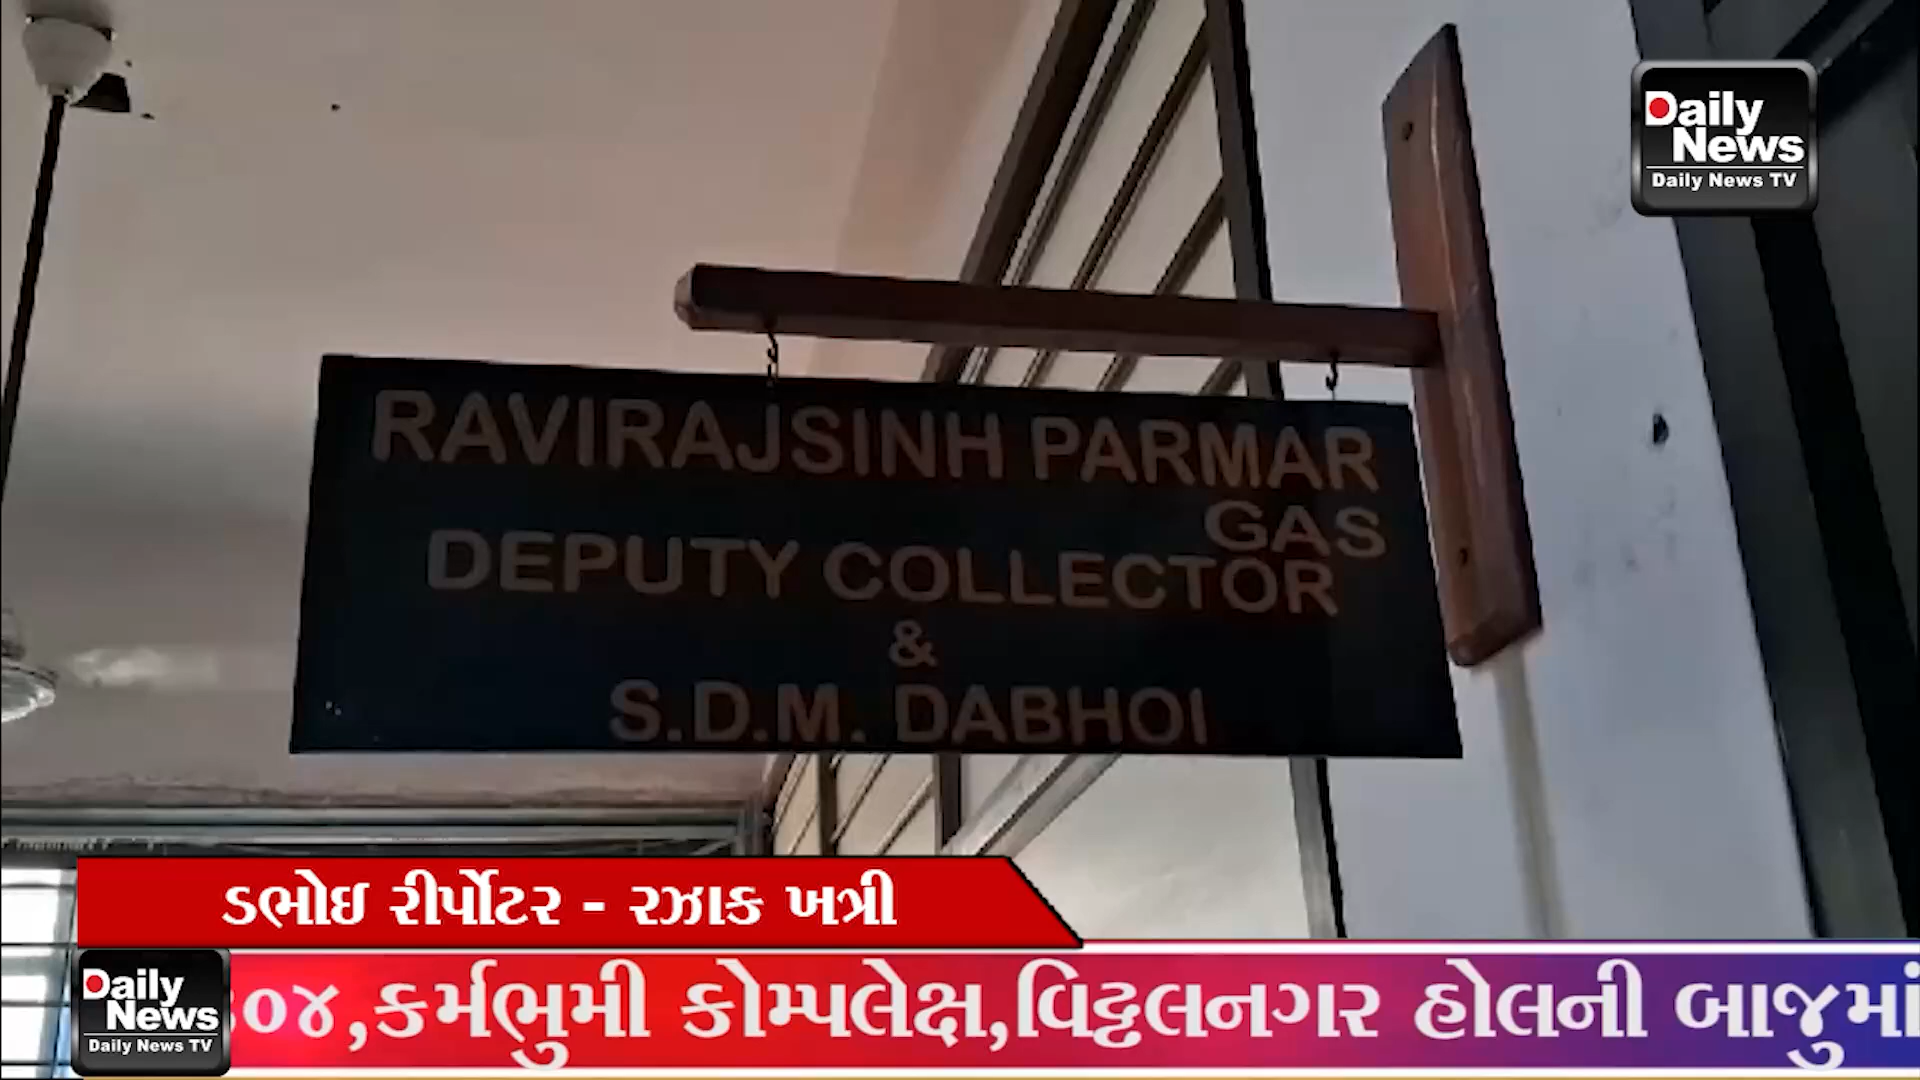 Daily
News
Daily News TV
RAVIRAJSINH PARMAR
GAS
DEPUTY COLLECTOR
&
S.D.M. DABHOI
ડભોઇ રીર્પોટર - રઝાક ખત્રી
Daily
News
Daily News TV
૦૪,કર્મભુમી કોમ્પલેક્ષ,વિટ્ઠલનગર હોલની બાજુમાં